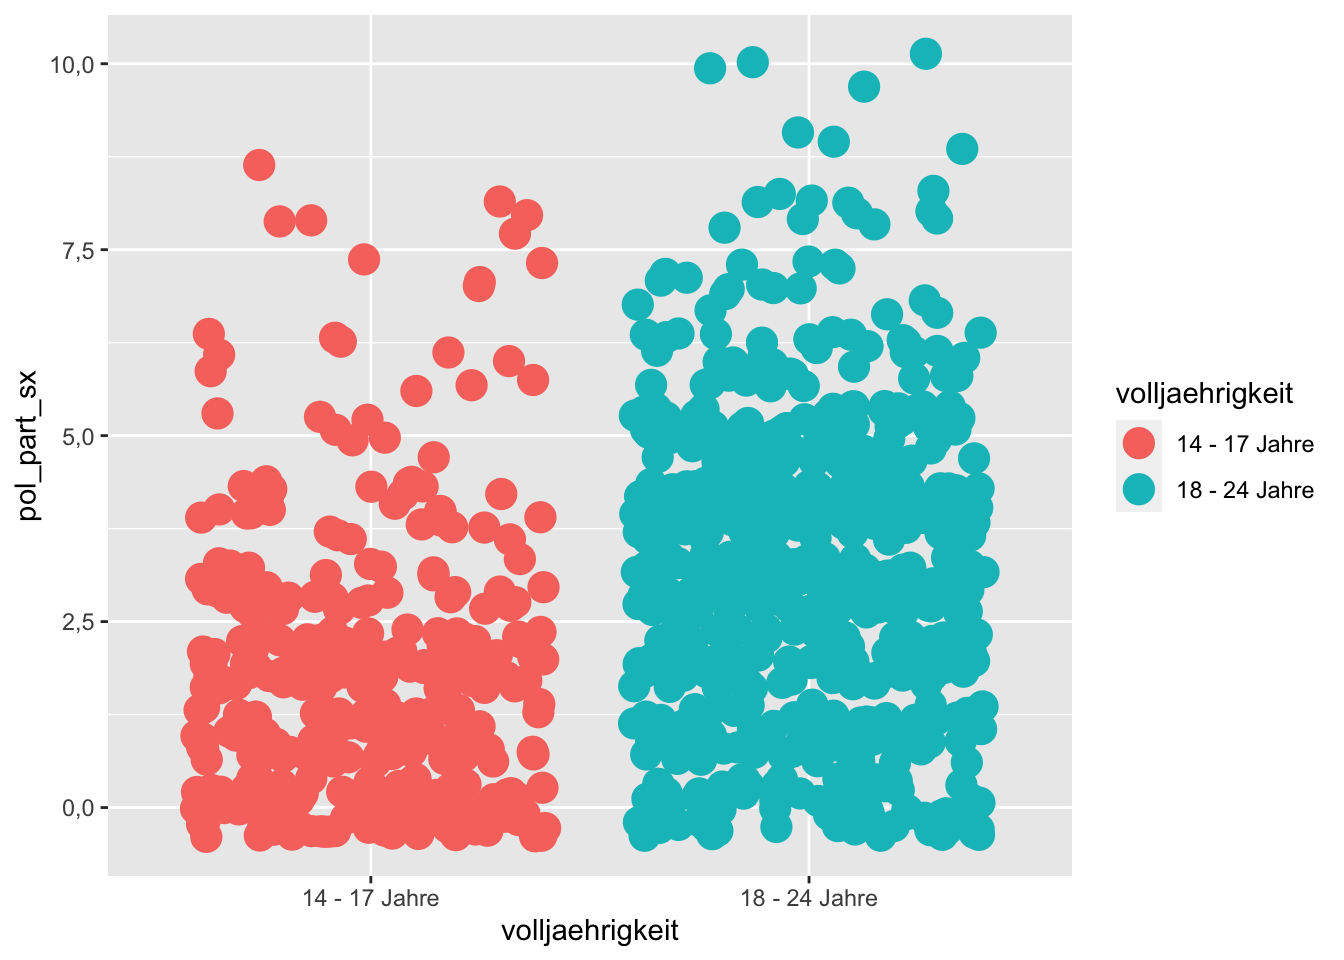 10,0
7,5
5,0
2,5
0,0
pol_part_sx
14 - 17 Jahre
18 - 24 Jahre
volljaehrigkeit
volljaehrigkeit
14 - 17 Jahre
18 - 24 Jahre